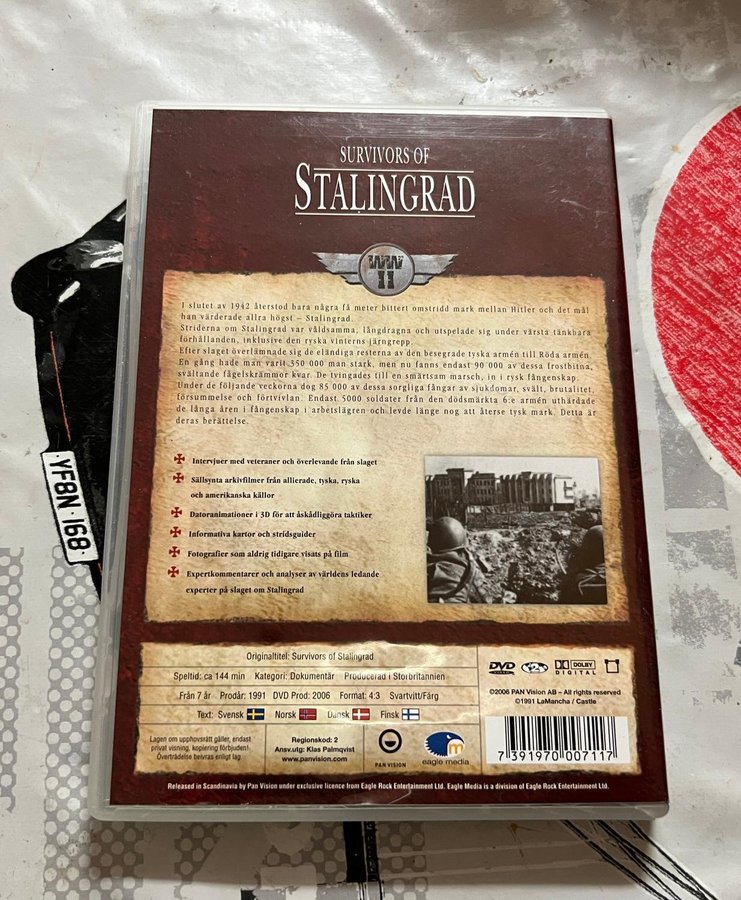 SURVIVORS OF
STALINGRAD
WW
II
I slutet av 1942 återstod bara några få meter bittert omstridd mark mellan Hitler och det mål
han värderade allra högst – Stalingrad.
Striderna om Stalingrad var våldsamma, långdragna och utspelade sig under värsta tänkbara
förhållanden, inklusive den ryska vinterns järngrepp.
Efter slaget överlämnade sig de eländiga resterna av den besegrade tyska armén till Röda armén.
En gång hade man varit 350 000 man stark, men nu fanns endast 90 000 av dessa frostbitna,
svältande fågelskrämmor kvar. De tvingades till en smärtsam marsch, in i rysk fångenskap.
Under de följande veckorna dog 85 000 av dessa sorgliga fångar av sjukdomar, svält, brutalitet,
försummelse och förtvivlan. Endast 5000 soldater från den dödsmärkta 6:e armén uthärdade
de långa åren i fångenskap i arbetslägren och levde länge nog att återse tysk mark. Detta är
deras berättelse.
Intervjuer med veteraner och överlevande från slaget
Sällsynta arkivfilmer från allierade, tyska, ryska
och amerikanska källor
Datoranimationer i 3D för att åskådliggöra taktiker
Informativa kartor och stridsguider
Fotografier som aldrig tidigare visats på film
Expertkommentarer och analyser av världens ledande
experter på slaget om Stalingrad
YF8N·168·
Originaltitel: Survivors of Stalingrad
Speltid: ca 144 min Kategori: Dokumentär Producerad i Storbritannien
Från 7 år Prodår: 1991 DVD Prod: 2006 Format: 4:3 Svartvitt/Färg
Text: Svensk Norsk Dansk Finsk
Lagen om upphovsrätt gäller, endast
privat visning, kopiering förbjuden!
Överträdelse beivras enligt lag.
Regionskod: 2
Ansv.utg: Klas Palmqvist
www.panvision.com
PAN VISION
eagle media
DVD
VIDEO
2
DOLBY
DIGITAL
©2006 PAN Vision AB – All rights reserved
©1991 LaMancha / Castle
7 391970 007117
Released in Scandinavia by Pan Vision under exclusive licence from Eagle Rock Entertainment Ltd. Eagle Media is a division of Eagle Rock Entertainment Ltd.